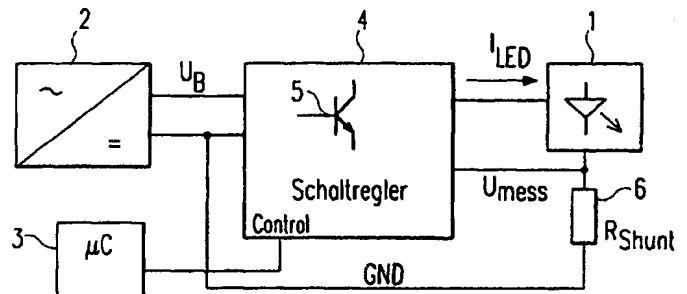 2
4
1
I_LED
U_B
~
=
5
Schaltregler
U_mess
6
R_Shunt
Control
3
µC
GND